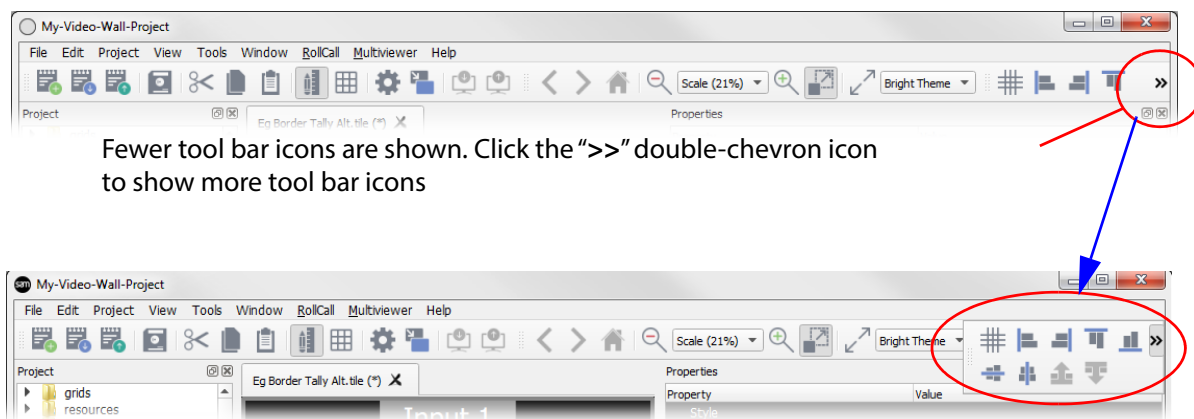 My-Video-Wall-Project
File Edit Project View Tools Window RollCall Multiviewer Help
Scale (21%) Bright Theme »
Project Eg Border Tally Alt.tile (*) Properties
Fewer tool bar icons are shown. Click the “>>” double-chevron icon
to show more tool bar icons
sam My-Video-Wall-Project
File Edit Project View Tools Window RollCall Multiviewer Help
Scale (21%) Bright Theme »
Project Eg Border Tally Alt.tile (*) Properties
grids Property Value
resources Input 1 Style